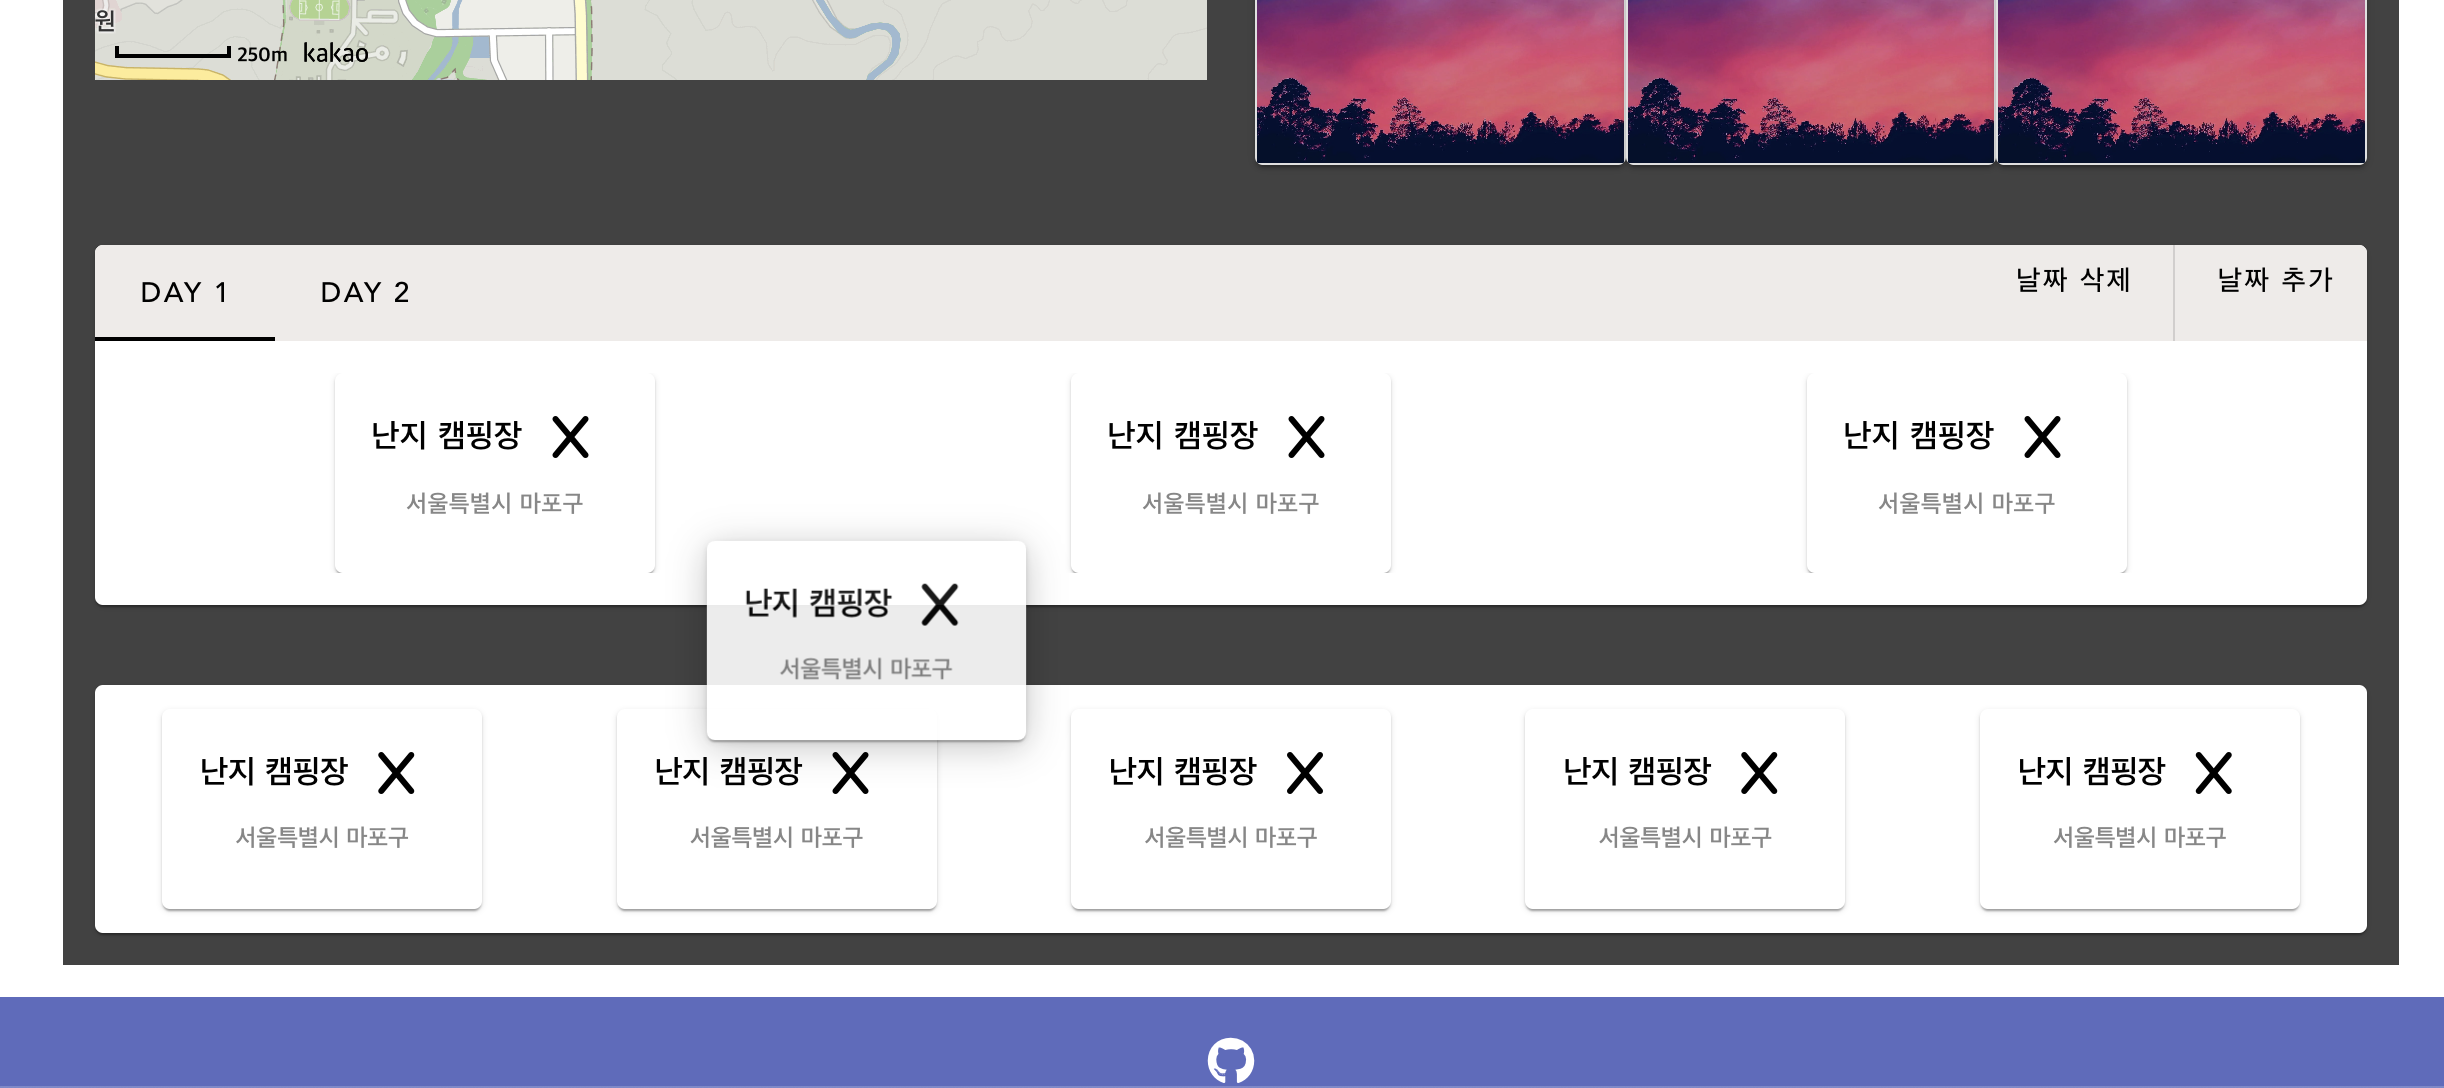 원
250m kakao
DAY 1 DAY 2 날짜 삭제 날짜 추가
난지 캠핑장 X 난지 캠핑장 X 난지 캠핑장 X
서울특별시 마포구 서울특별시 마포구 서울특별시 마포구
난지 캠핑장 X
서울특별시 마포구
난지 캠핑장 X 난지 캠핑장 X 난지 캠핑장 X 난지 캠핑장 X 난지 캠핑장 X
서울특별시 마포구 서울특별시 마포구 서울특별시 마포구 서울특별시 마포구 서울특별시 마포구